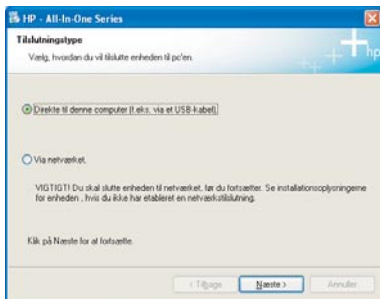 HP - All-In-One Series
Tilslutningstype
Vælg, hvordan du vil tilslutte enheden til pc'en.
hp
Direkte til denne computer (f.eks. via et USB-kabel).
Via netværket.
VIGTIGT! Du skal slutte enheden til netværket, før du fortsætter. Se installationsoplysningerne
for enheden , hvis du ikke har etableret en netværkstilslutning.
Klik på Næste for at fortsætte.
< Tilbage Næste > Annuller